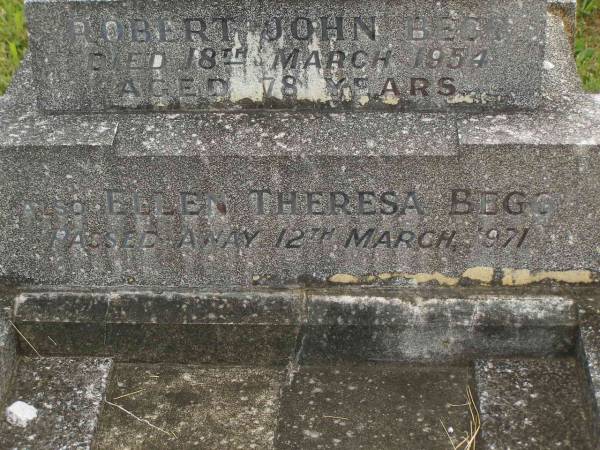 ROBERT JOHN BEGG
DIED 18TH MARCH 1954
AGED 78 YEARS
ALSO ELLEN THERESA BEGG
PASSED AWAY 12TH MARCH, 1971